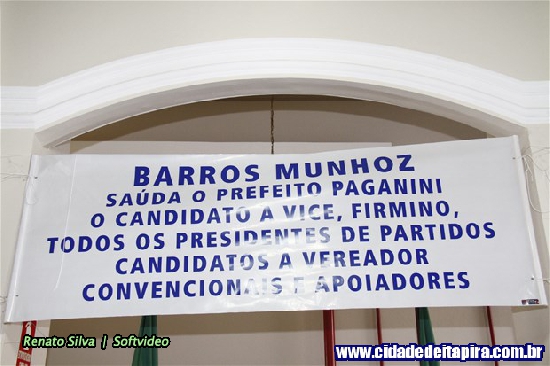 BARROS MUNHOZ
SAÚDA O PREFEITO PAGANINI
O CANDIDATO A VICE, FIRMINO,
TODOS OS PRESIDENTES DE PARTIDOS
CANDIDATOS A VEREADOR
CONVENCIONAIS E APOIADORES
Renato Silva | Softvideo
www.cidadedeitapira.com.br